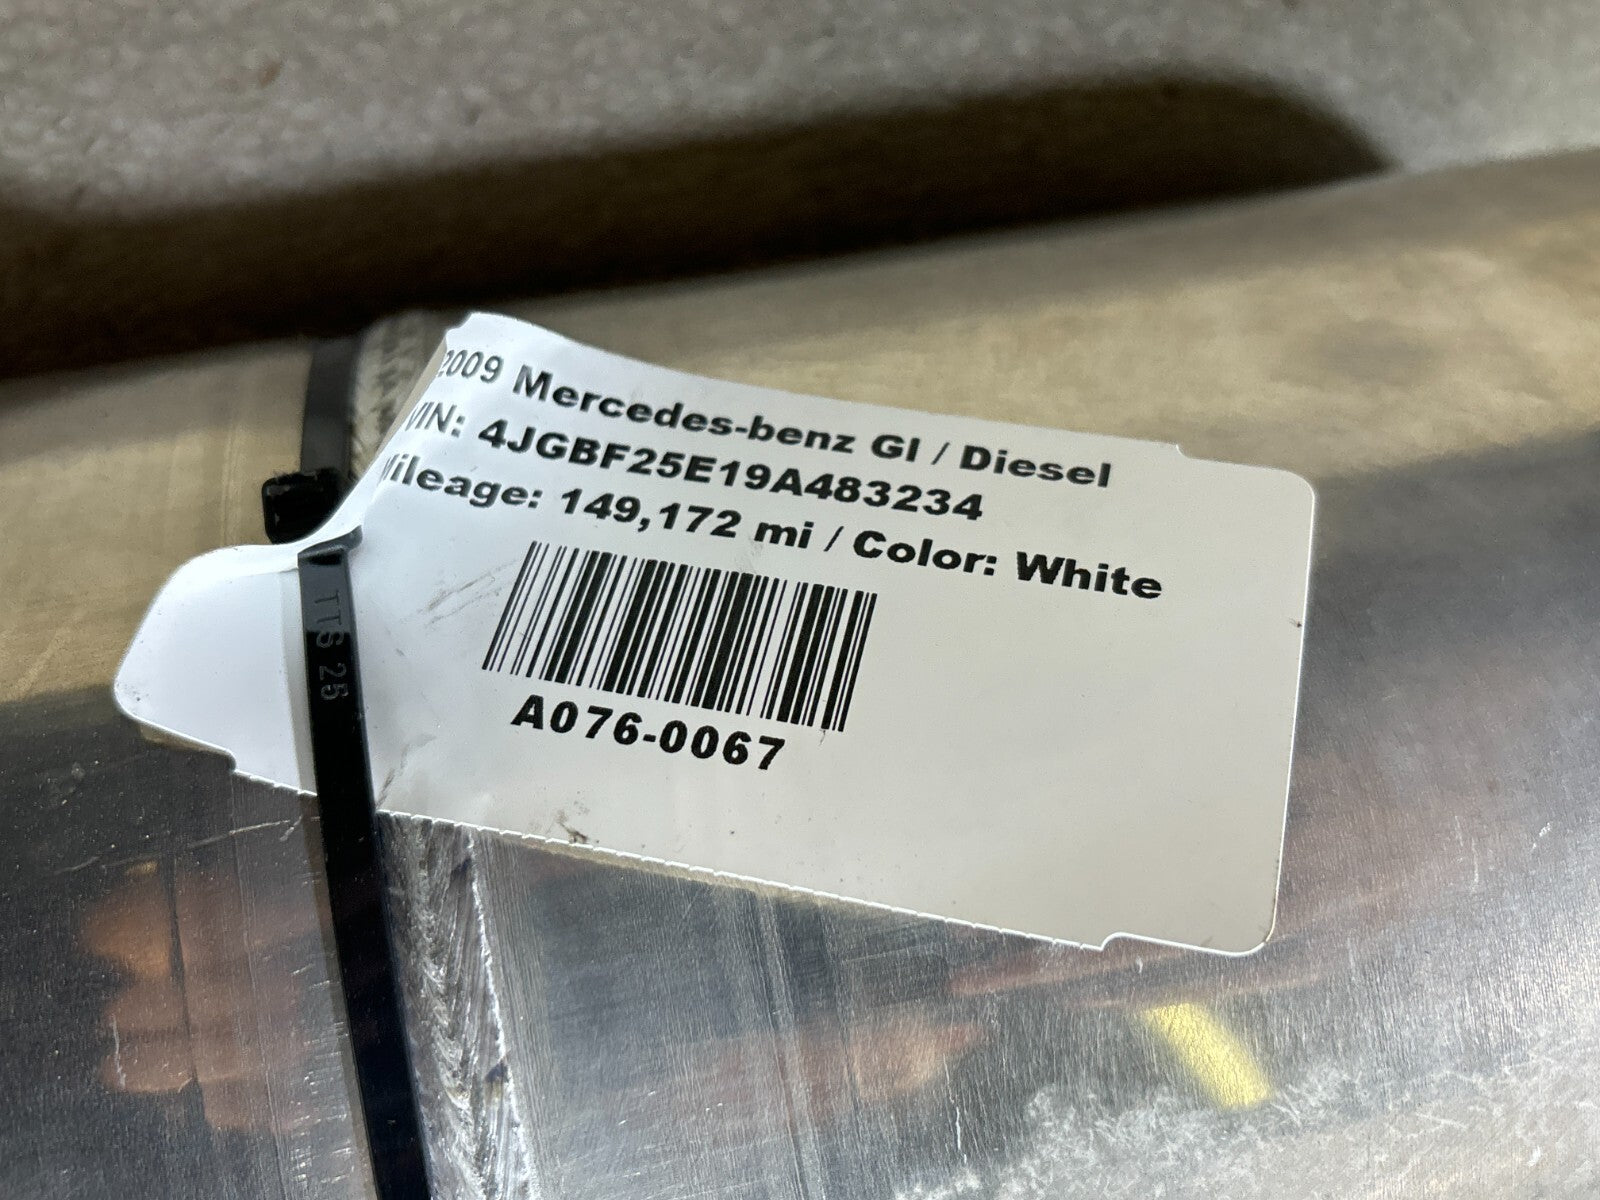 2009 Mercedes-benz Gl / Diesel
VIN: 4JGBF25E19A483234
Mileage: 149,172 mi / Color: White
A076-0067
TTS 25